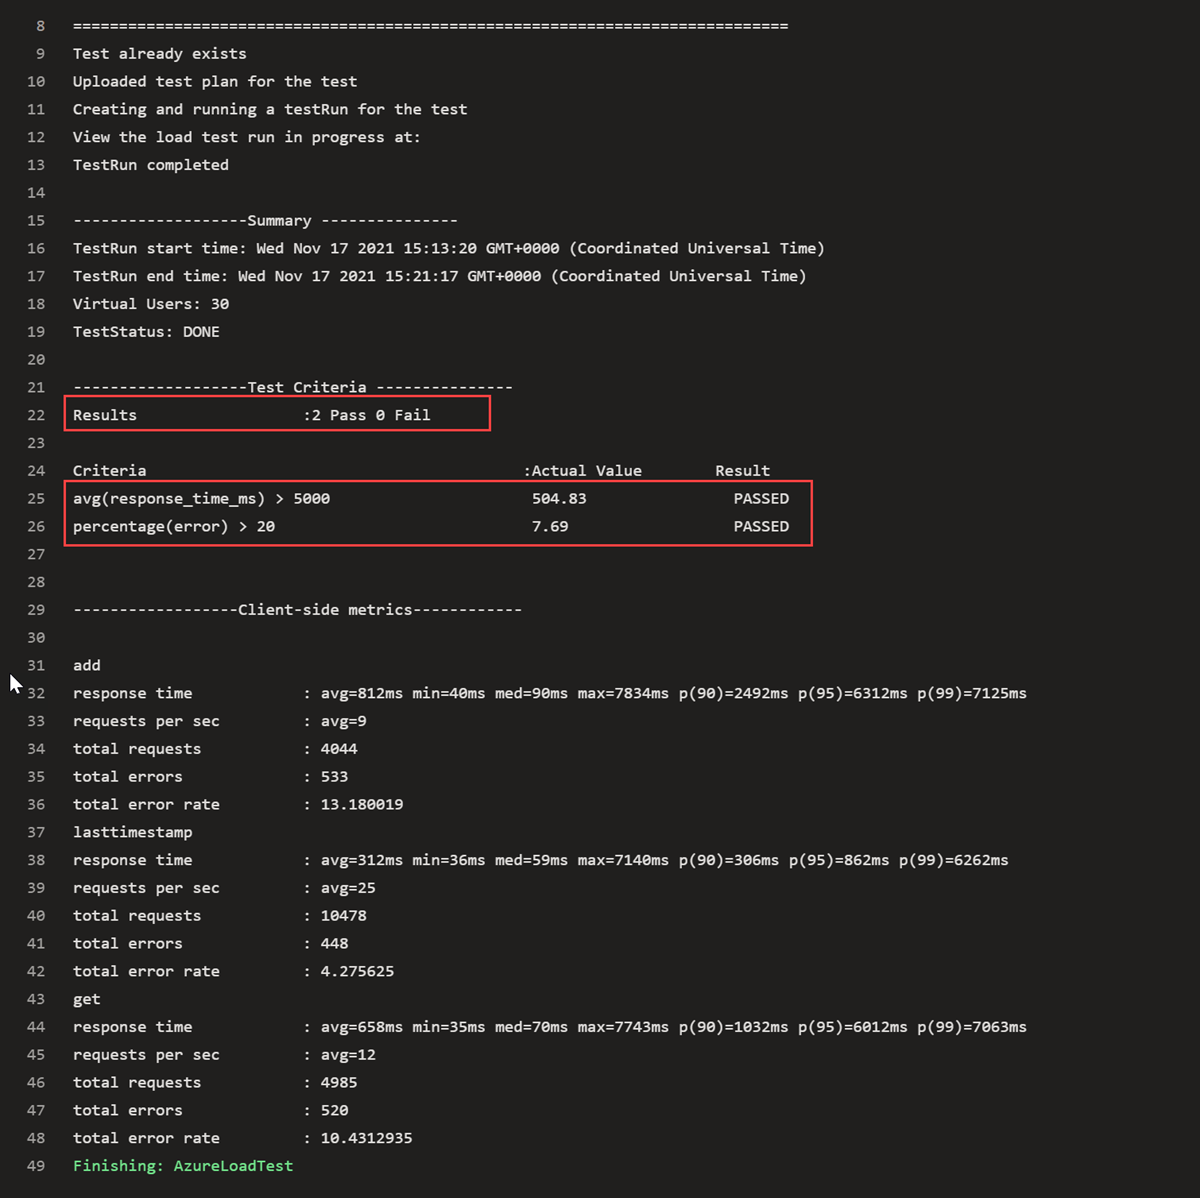 8 ==============================================================================
9 Test already exists
10 Uploaded test plan for the test
11 Creating and running a testRun for the test
12 View the load test run in progress at:
13 TestRun completed
14
15 -------------------Summary ---------------
16 TestRun start time: Wed Nov 17 2021 15:13:20 GMT+0000 (Coordinated Universal Time)
17 TestRun end time: Wed Nov 17 2021 15:21:17 GMT+0000 (Coordinated Universal Time)
18 Virtual Users: 30
19 TestStatus: DONE
20
21 -------------------Test Criteria ---------------
22 Results :2 Pass 0 Fail
23
24 Criteria :Actual Value Result
25 avg(response_time_ms) > 5000 504.83 PASSED
26 percentage(error) > 20 7.69 PASSED
27
28
29 ------------------Client-side metrics------------
30
31 add
32 response time : avg=812ms min=40ms med=90ms max=7834ms p(90)=2492ms p(95)=6312ms p(99)=7125ms
33 requests per sec : avg=9
34 total requests : 4044
35 total errors : 533
36 total error rate : 13.180019
37 lasttimestamp
38 response time : avg=312ms min=36ms med=59ms max=7140ms p(90)=306ms p(95)=862ms p(99)=6262ms
39 requests per sec : avg=25
40 total requests : 10478
41 total errors : 448
42 total error rate : 4.275625
43 get
44 response time : avg=658ms min=35ms med=70ms max=7743ms p(90)=1032ms p(95)=6012ms p(99)=7063ms
45 requests per sec : avg=12
46 total requests : 4985
47 total errors : 520
48 total error rate : 10.4312935
49 Finishing: AzureLoadTest